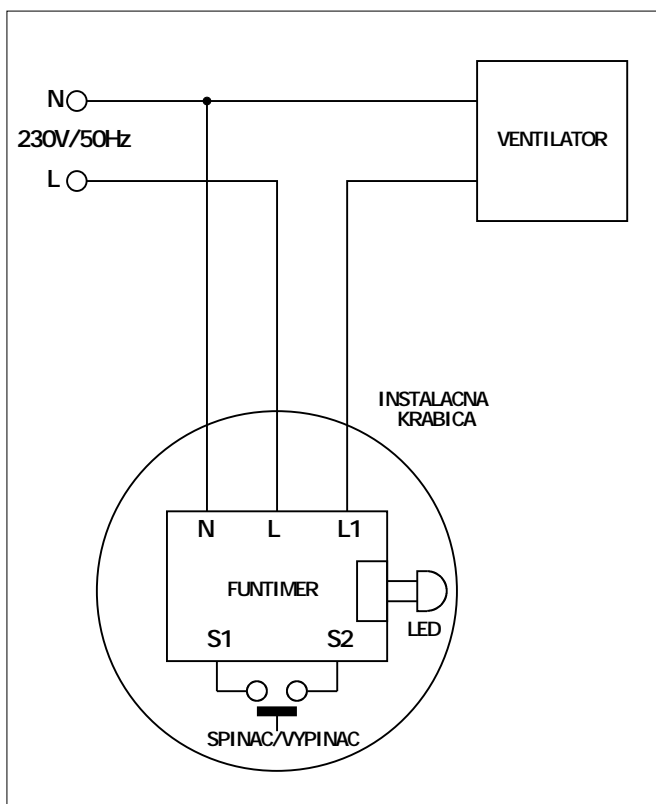 N
230V/50Hz
L
VENTILATOR
INSTALACNA
KRABICA
N L L1
FUNTIMER
LED
S1 S2
SPINAC/VYPINAC